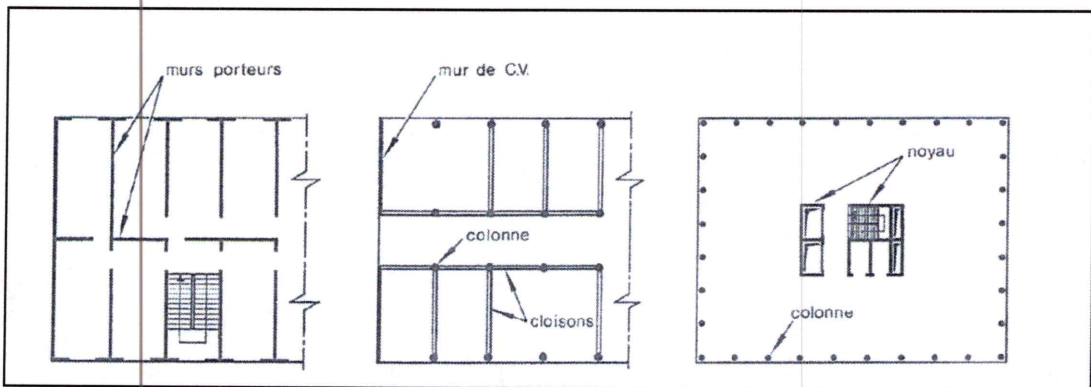 murs porteurs
mur de C.V.
noyau
colonne
cloisons
colonne